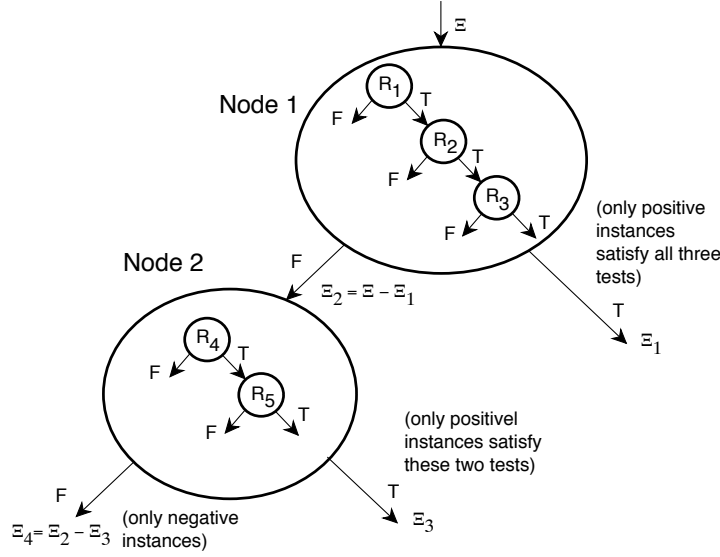 Ξ
Node 1
R1
T
F
R2
T
F
R3
T
F
(only positive
instances
satisfy all three
tests)
Node 2
F
Ξ2 = Ξ – Ξ1
T
Ξ1
R4
T
F
R5
T
F
(only positivel
instances satisfy
these two tests)
F
T
Ξ4 = Ξ2 – Ξ3
(only negative
instances)
Ξ3